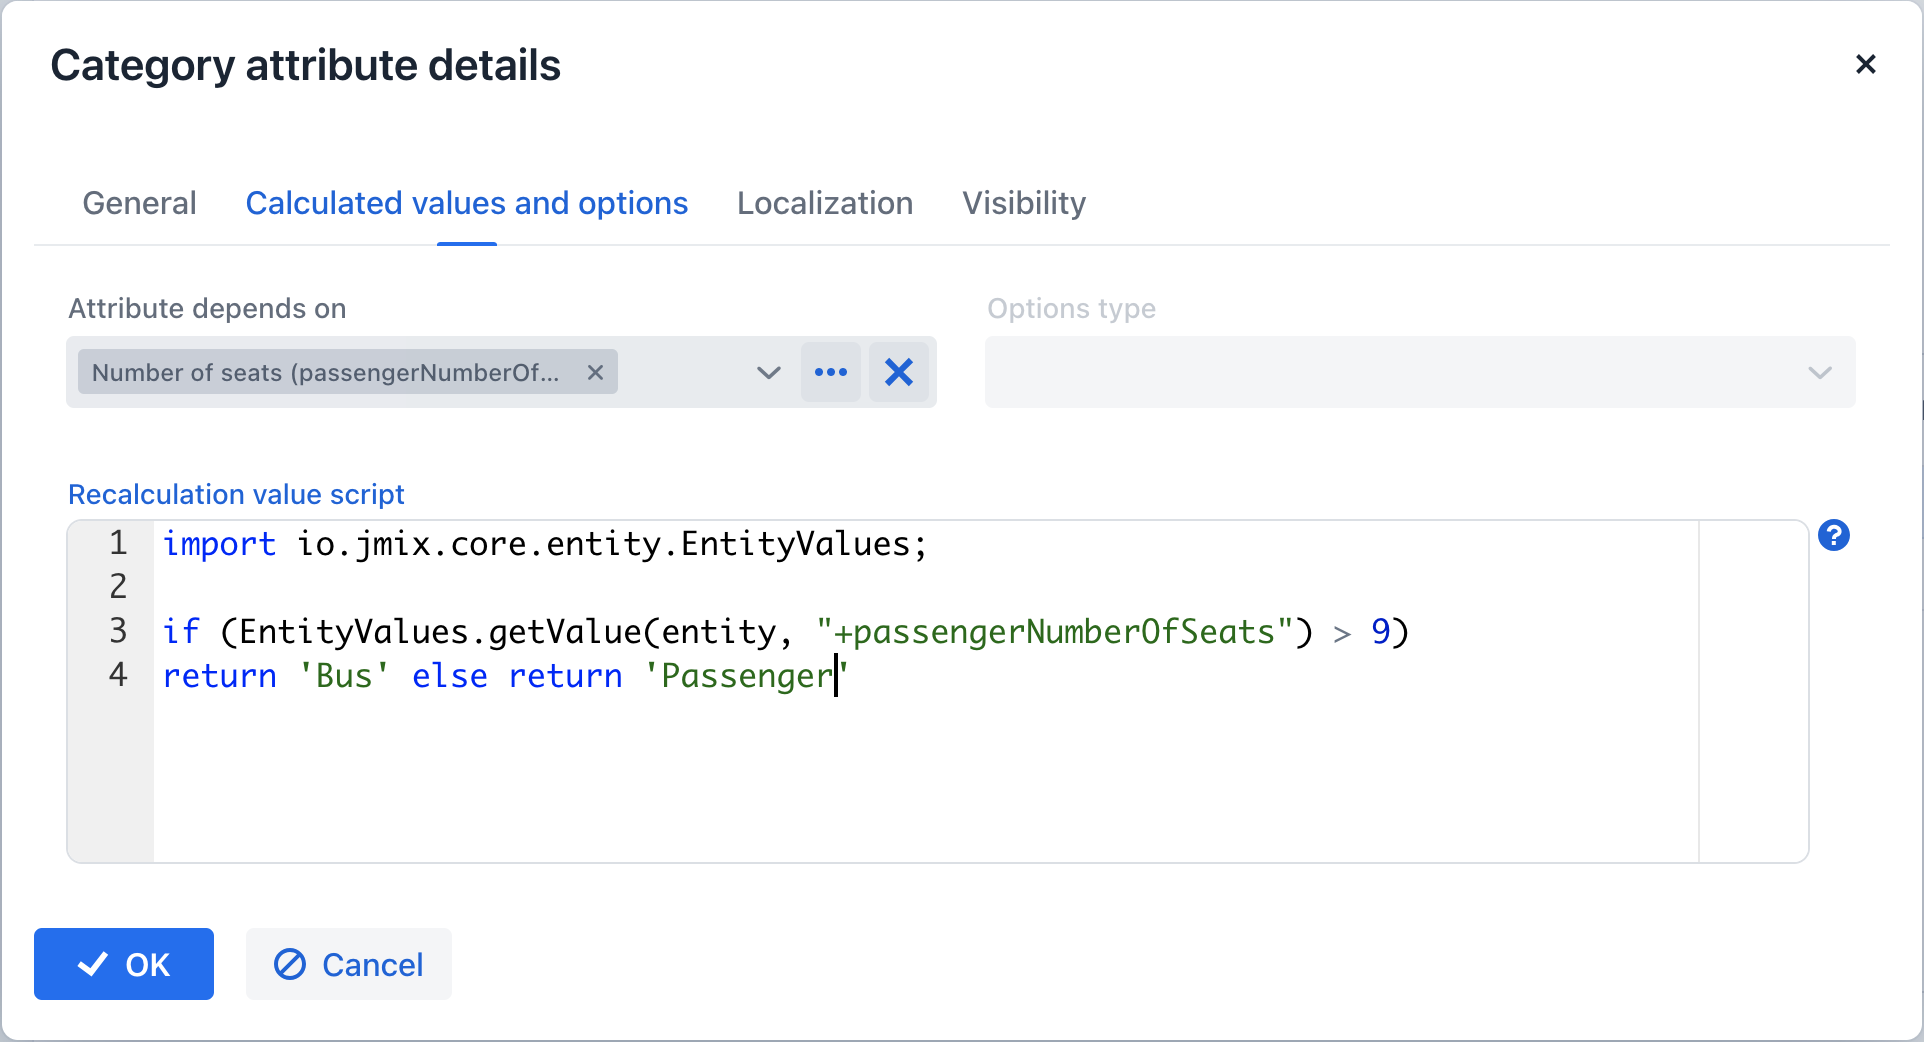 Category attribute details
General Calculated values and options Localization Visibility
Attribute depends on
Options type
Number of seats (passengerNumberOf...
Recalculation value script
1 import io.jmix.core.entity.EntityValues;
2
3 if (EntityValues.getValue(entity, "+passengerNumberOfSeats") > 9)
4 return 'Bus' else return 'Passenger'
?
OK Cancel